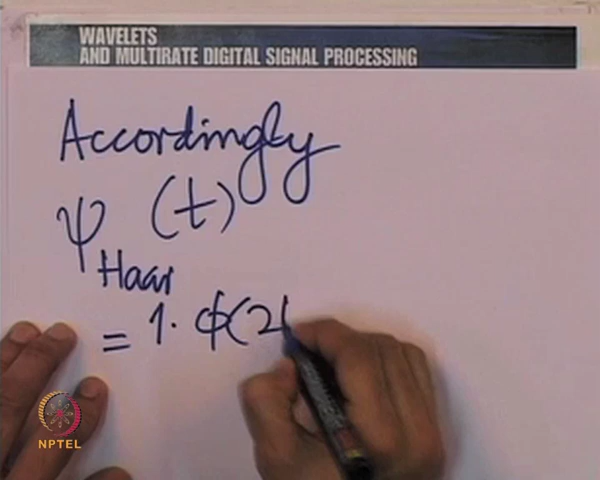 WAVELETS
AND MULTIRATE DIGITAL SIGNAL PROCESSING
Accordingly
ψ (t)
Haar
= 1. φ(2
NPTEL